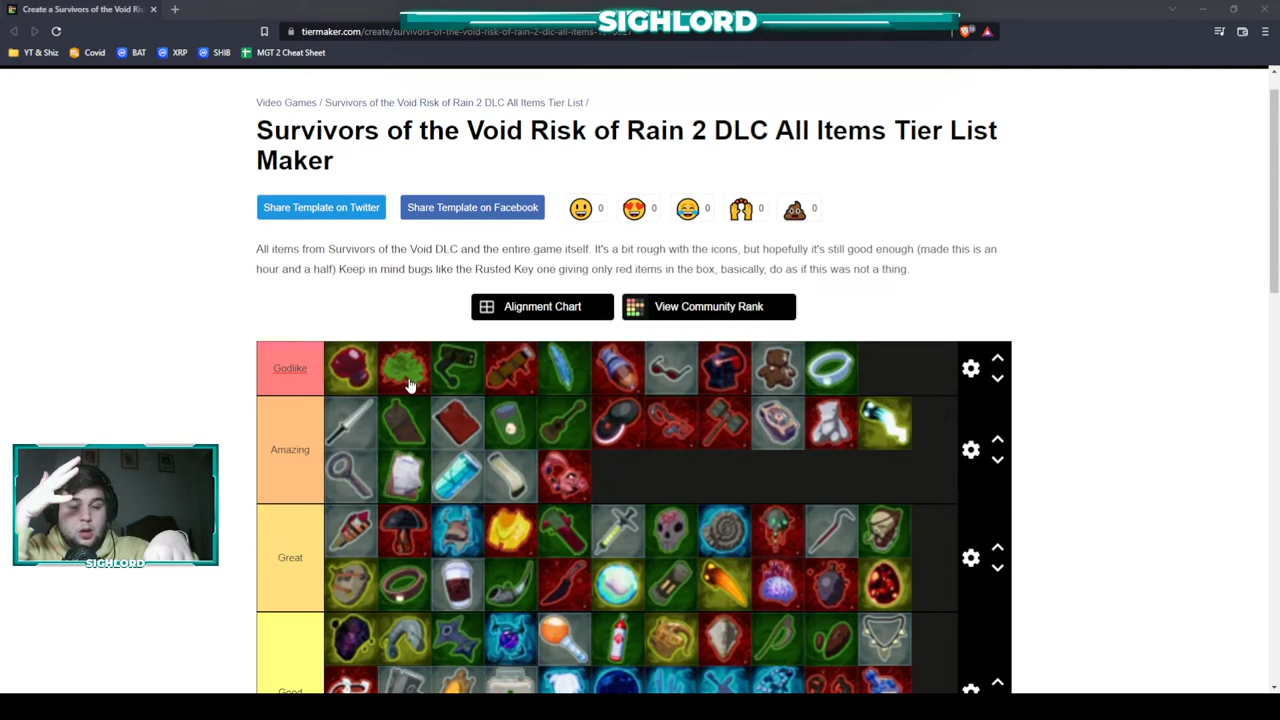 Create a Survivors of the Void Ris
SIGHLORD
tiermaker.com/create/survivors-of-the-void-risk-of-rain-2-dlc-all-items-
YT & Shiz
Covid
BAT
XRP
SHIB
MGT 2 Cheat Sheet
Video Games / Survivors of the Void Risk of Rain 2 DLC All Items Tier List /
Survivors of the Void Risk of Rain 2 DLC All Items Tier List
Maker
Share Template on Twitter
Share Template on Facebook
0
0
0
0
0
All items from Survivors of the Void DLC and the entire game itself. It's a bit rough with the icons, but hopefully it's still good enough (made this is an
hour and a half) Keep in mind bugs like the Rusted Key one giving only red items in the box, basically, do as if this was not a thing.
Alignment Chart
View Community Rank
Godlike
Amazing
Great
Good
SIGHLORD